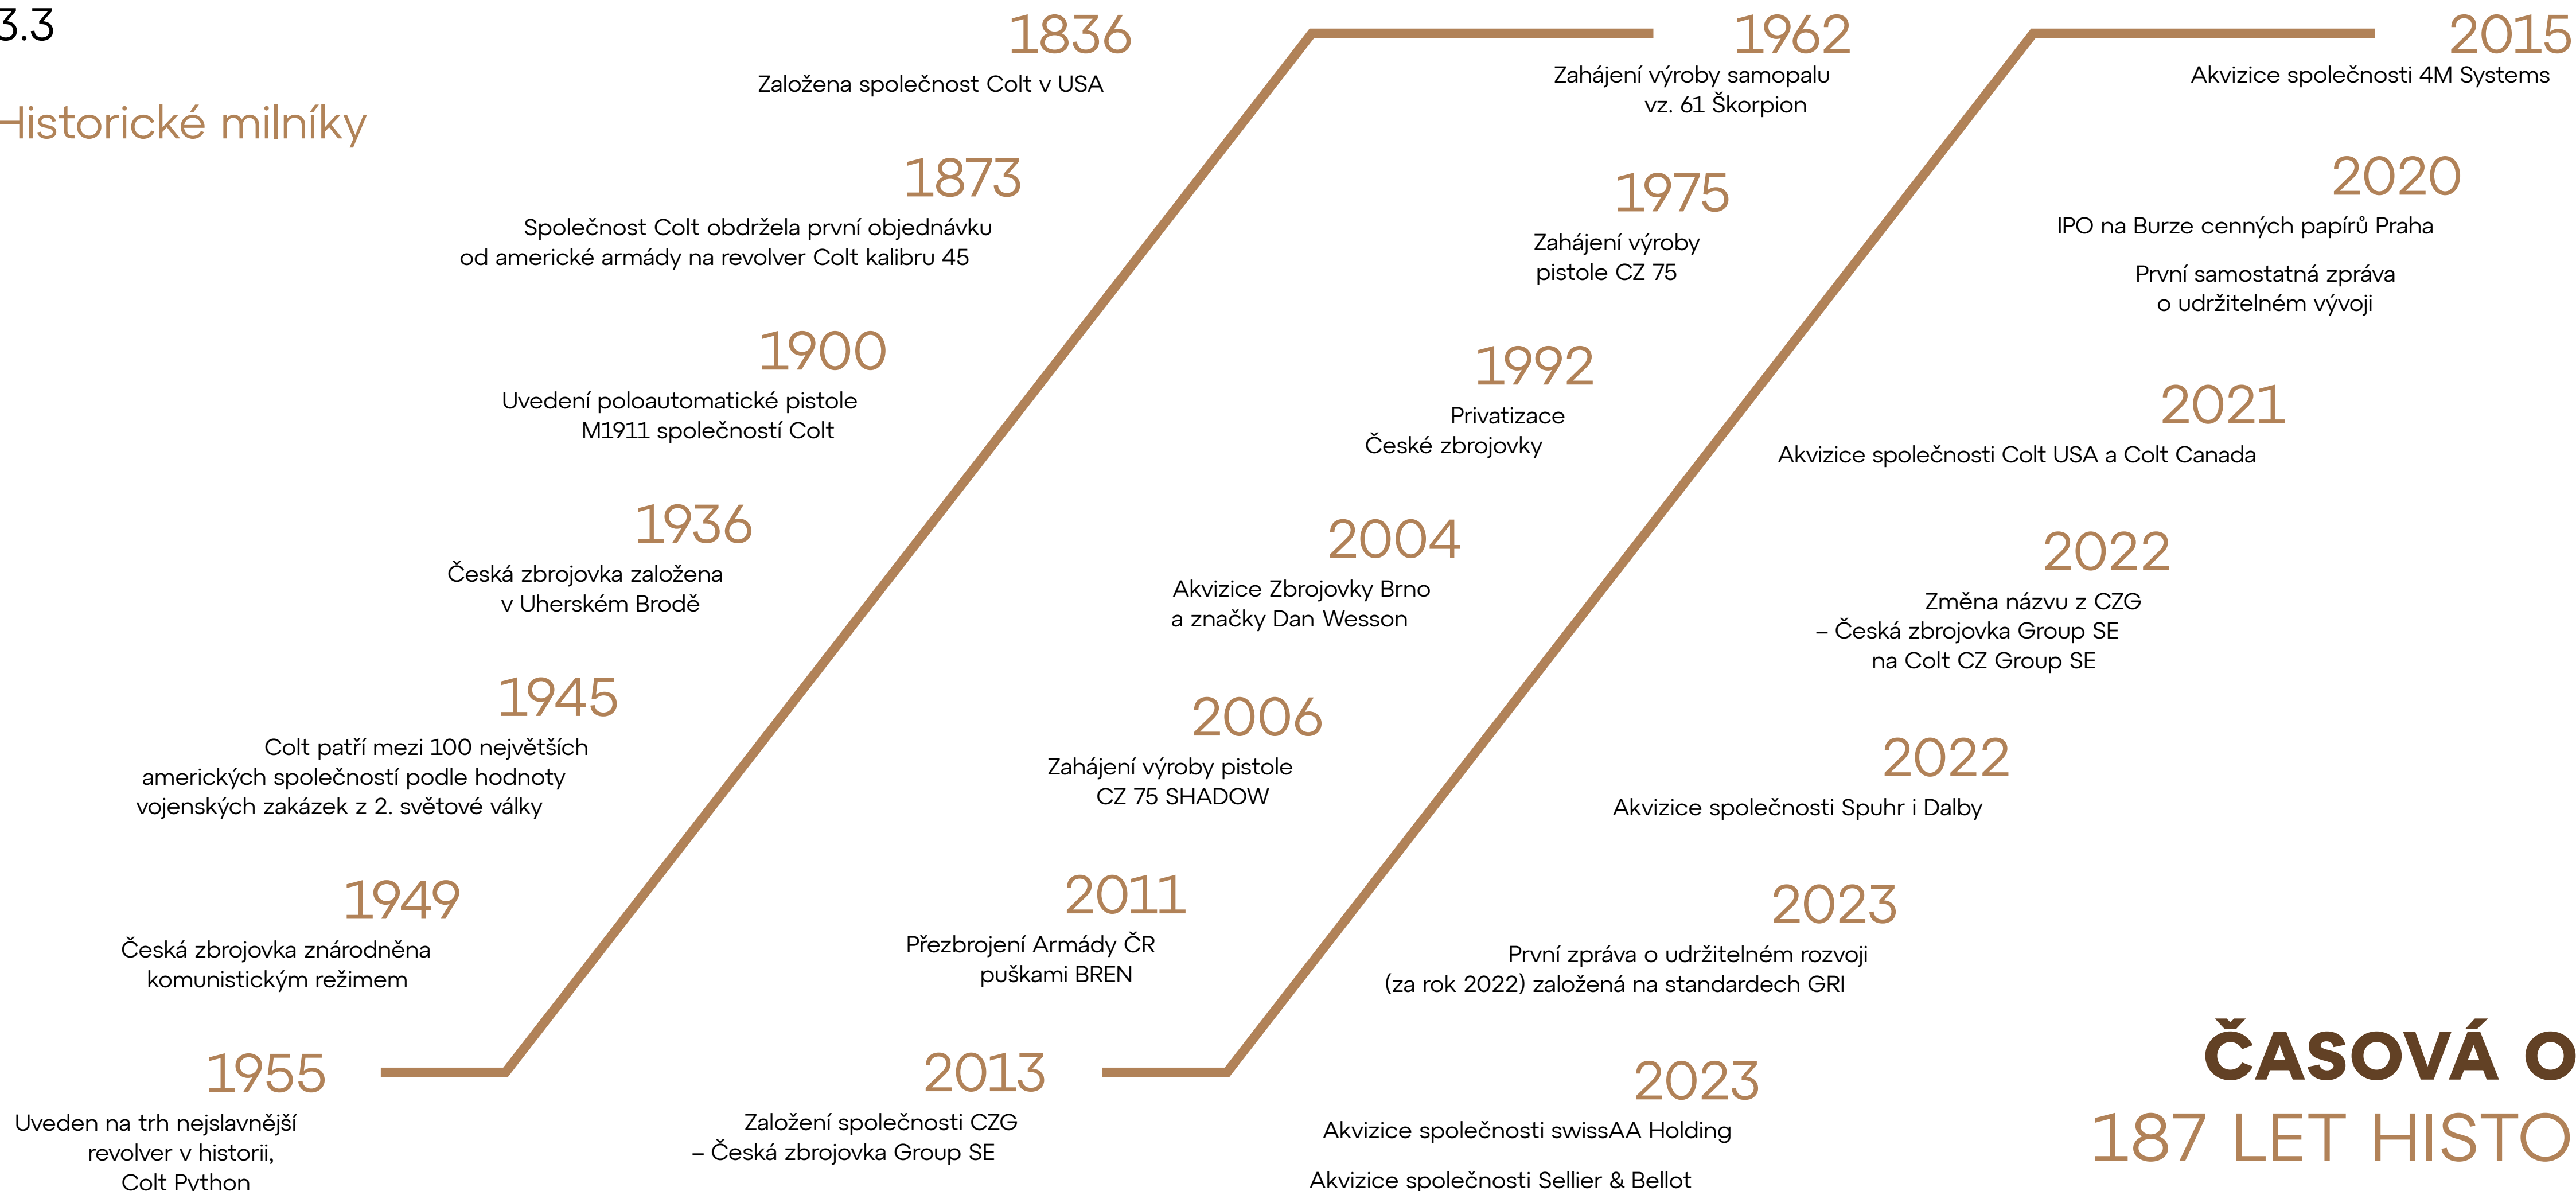 3.3
Historické milníky
1836
Založena společnost Colt v USA
1873
Společnost Colt obdržela první objednávku
od americké armády na revolver Colt kalibru 45
1900
Uvedení poloautomatické pistole
M1911 společností Colt
1936
Česká zbrojovka založena
v Uherském Brodě
1945
Colt patří mezi 100 největších
amerických společností podle hodnoty
vojenských zakázek z 2. světové války
1949
Česká zbrojovka znárodněna
komunistickým režimem
1955
Uveden na trh nejslavnější
revolver v historii,
Colt Python
1962
Zahájení výroby samopalu
vz. 61 Škorpion
1975
Zahájení výroby
pistole CZ 75
1992
Privatizace
České zbrojovky
2004
Akvizice Zbrojovky Brno
a značky Dan Wesson
2006
Zahájení výroby pistole
CZ 75 SHADOW
2011
Přezbrojení Armády ČR
puškami BREN
2013
Založení společnosti CZG
– Česká zbrojovka Group SE
2015
Akvizice společnosti 4M Systems
2020
IPO na Burze cenných papírů Praha
První samostatná zpráva
o udržitelném vývoji
2021
Akvizice společnosti Colt USA a Colt Canada
2022
Změna názvu z CZG
– Česká zbrojovka Group SE
na Colt CZ Group SE
2022
Akvizice společnosti Spuhr i Dalby
2023
První zpráva o udržitelném rozvoji
(za rok 2022) založená na standardech GRI
2023
Akvizice společnosti swissAA Holding
Akvizice společnosti Sellier & Bellot
ČASOVÁ O
187 LET HISTO